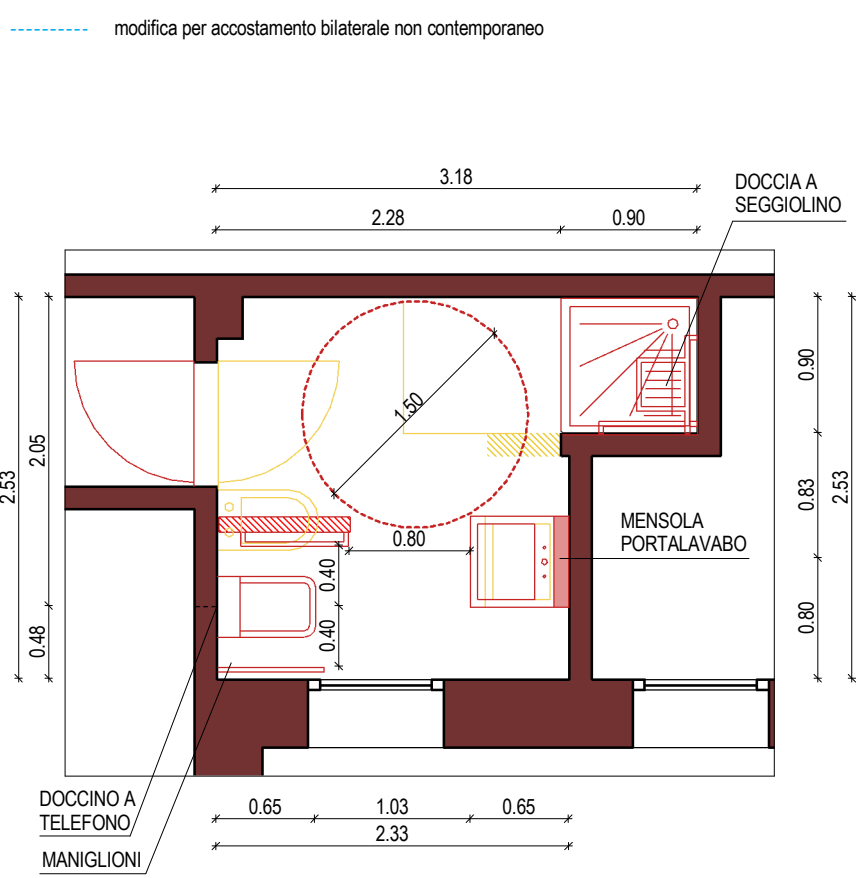 modifica per accostamento bilaterale non contemporaneo
3.18
DOCCIA A
SEGGIOLINO
2.28
0.90
2.53
2.05
0.48
1.50
0.80
0.40
0.40
MENSOLA
PORTALAVABO
0.90
0.83
0.80
2.53
DOCCINO A
TELEFONO
MANIGLIONI
0.65
1.03
0.65
2.33